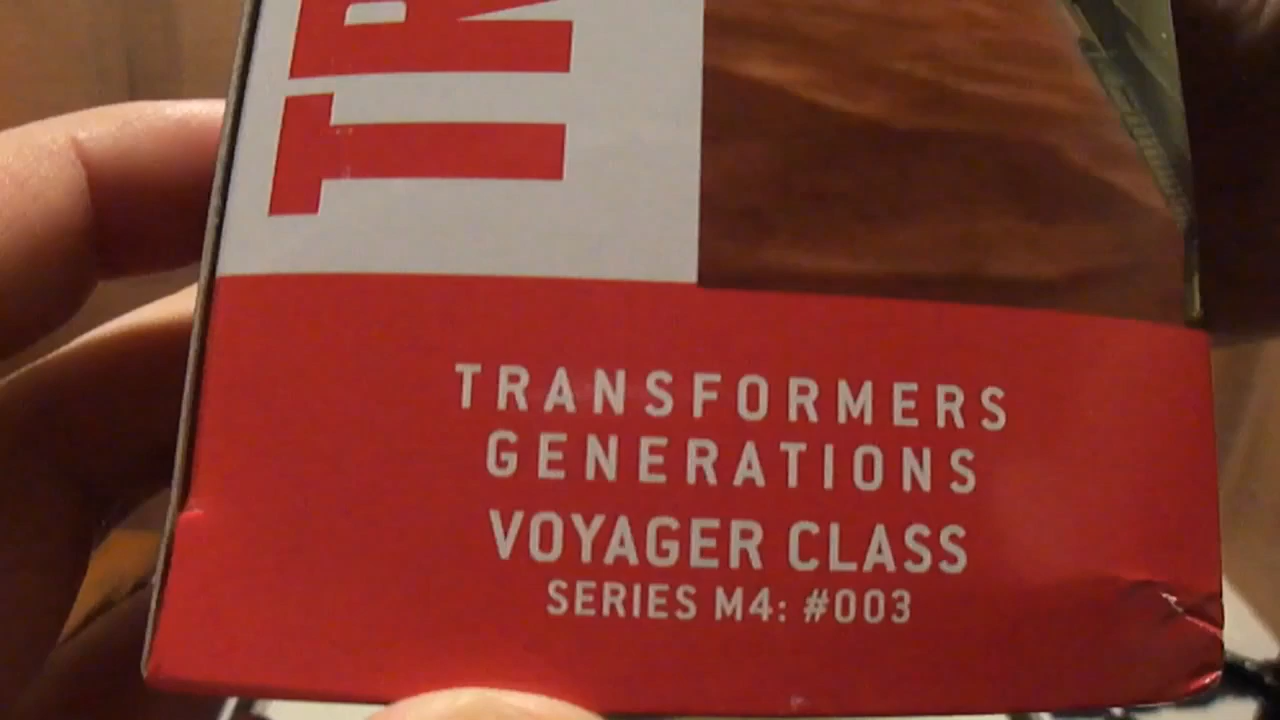 TR
TRANSFORMERS
GENERATIONS
VOYAGER CLASS
SERIES M4: #003